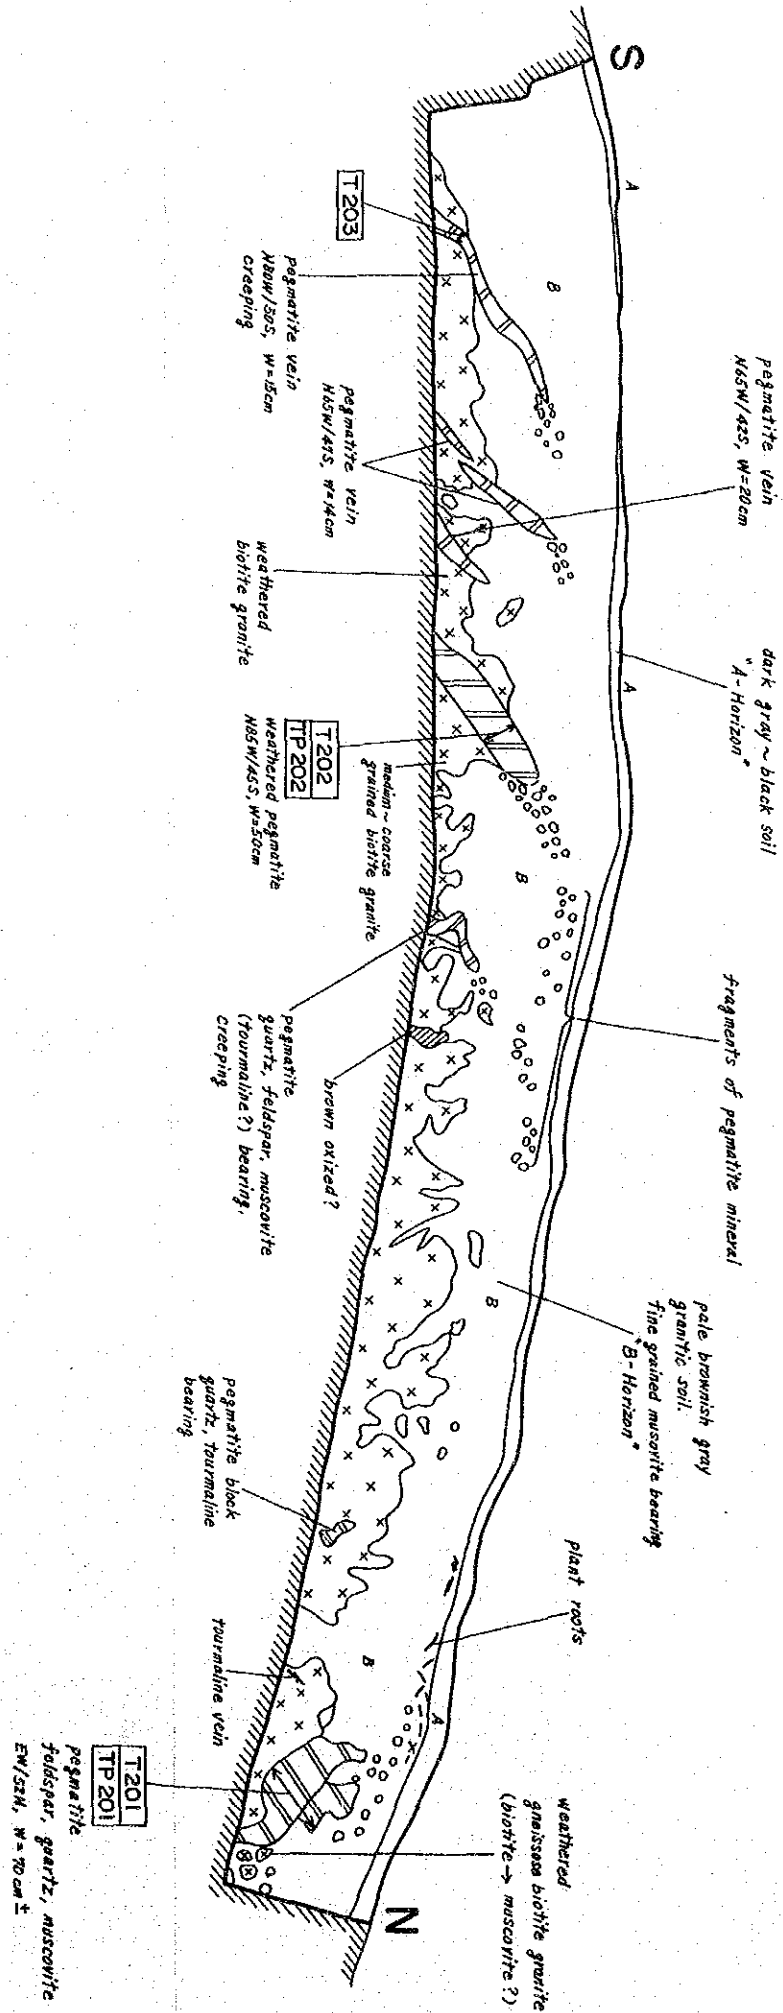 S
N
A
A
A
B
B
B
B
pegmatite vein
N65W/42S, W=20cm
dark gray ~ black soil
"A-Horizon"
fragments of pegmatite mineral
pale brownish gray
granitic soil.
fine grained musovite bearing
"B-Horizon"
plant roots
weathered
gneissose biotite granite
(biotite → muscovite?)
T203
pegmatite vein
N80W/50S, W=15cm
creeping
pegmatite vein
N65W/47S, W=14cm
weathered
biotite granite
T202
TP202
weathered pegmatite
N86W/45S, W=50cm
medium ~ coarse
grained biotite granite
pegmatite
quartz, feldspar, muscovite
(tourmaline?) bearing,
creeping
brown oxized?
pegmatite block
quartz, tourmaline
bearing
tourmaline vein
T201
TP201
pegmatite
feldspar, quartz, muscovite
EW/52N, W=70cm±